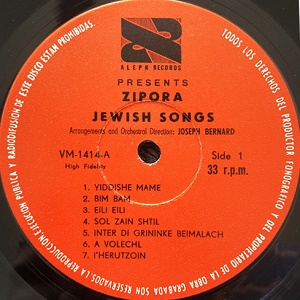 ALEPH RECORDS
PRESENTS
ZIPORA
JEWISH SONGS
Arrangements and Orchestral Direction: JOSEPH BERNARD
VM-1414-A
High Fidelity
Side 1
33 r.p.m.
1. YIDDISHE MAME
2. BIM BAM
3. EILI EILI
4. SOL ZAIN SHTIL
5. INTER DI GRININKE BEIMALACH
6. A VOLECHL
7. I'HERUTZOIN
TODOS LOS DERECHOS DEL PRODUCTOR FONOGRAFICO Y DEL PROPIETARIO DE LA OBRA GRABADA SON RESERVADOS. LA REPRODUCCION, EJECUCION PUBLICA Y RADIODIFUSION DE ESTE DISCO ESTAN PROHIBIDAS.